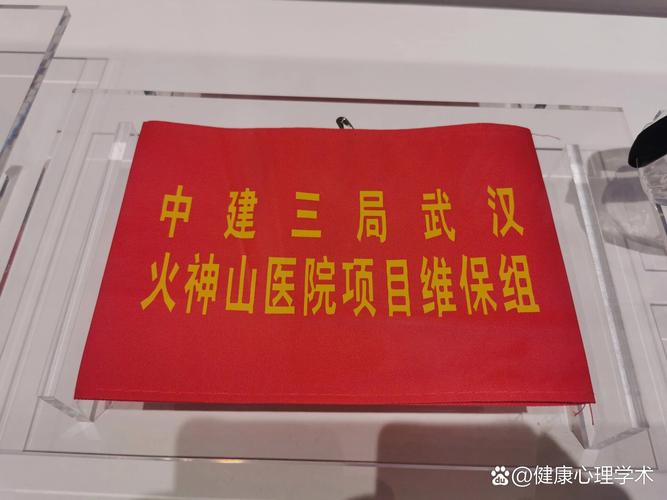 中建三局武汉
火神山医院项目维保组
du @健康心理学术